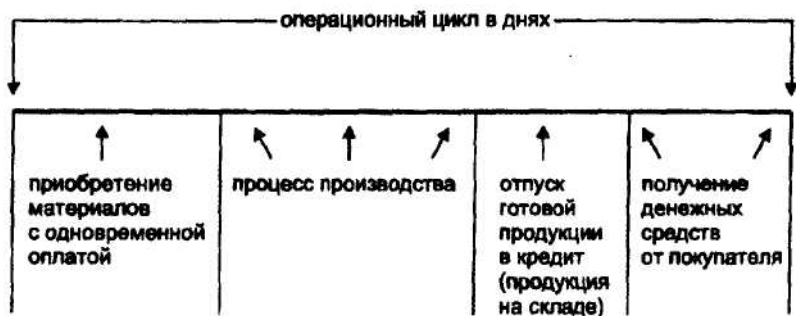 операционный цикл в днях
приобретение
материалов
с одновременной
оплатой
процесс производства
отпуск
готовой
продукции
в кредит
(продукция
на складе)
получение
денежных
средств
от покупателя